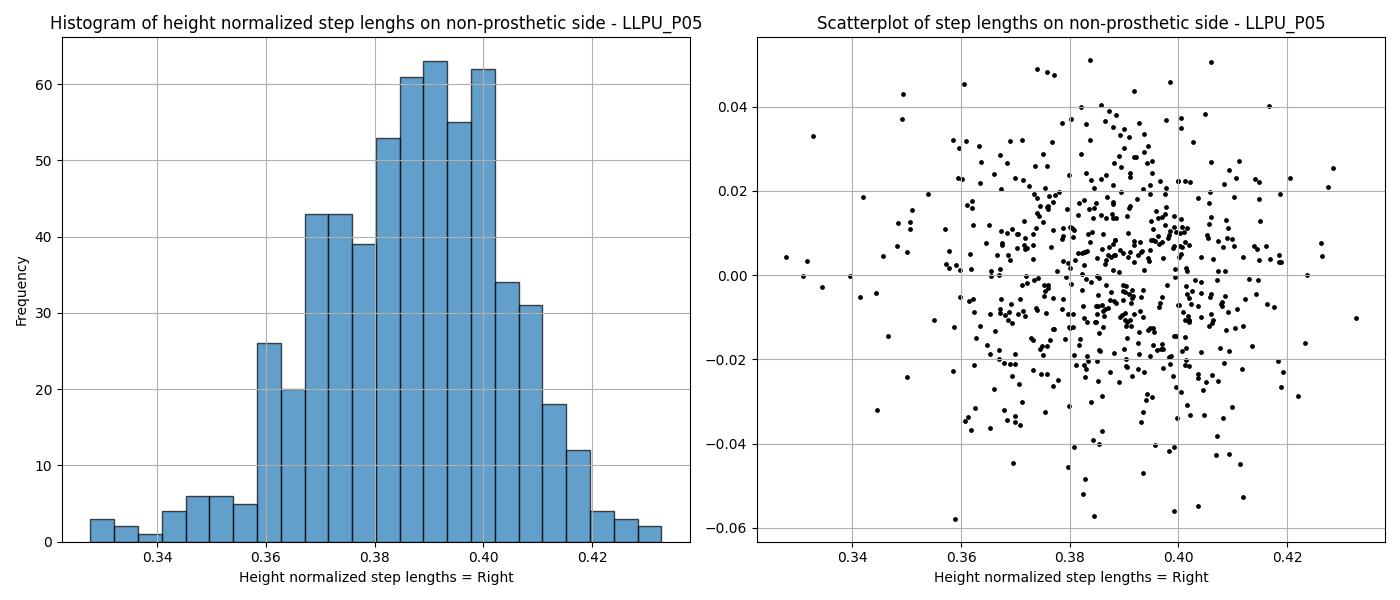 Histogram of height normalized step lenghs on non-prosthetic side - LLPU_P05
Frequency
60
50
40
30
20
10
0
0.34 0.36 0.38 0.40 0.42
Height normalized step lengths = Right
Scatterplot of step lengths on non-prosthetic side - LLPU_P05
0.04
0.02
0.00
−0.02
−0.04
−0.06
0.34 0.36 0.38 0.40 0.42
Height normalized step lengths = Right